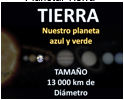 TIERRA
Nuestro planeta
azul y verde
TAMAÑO
13 000 km de
Diámetro